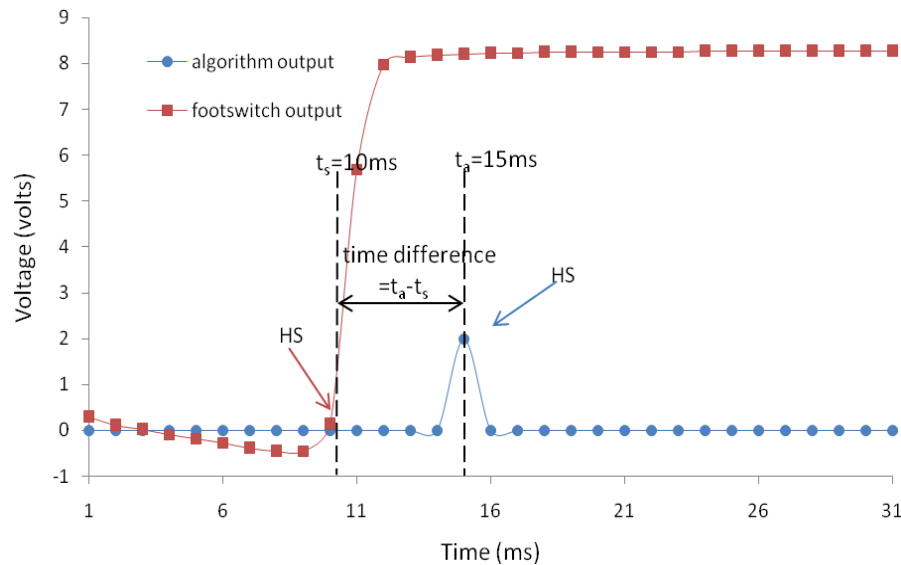 9
8
7
6
5
4
3
2
1
0
-1
Voltage (volts)
algorithm output
footswitch output
tₛ=10ms
tₐ=15ms
time difference
=tₐ-tₛ
HS
HS
1 6 11 16 21 26 31
Time (ms)